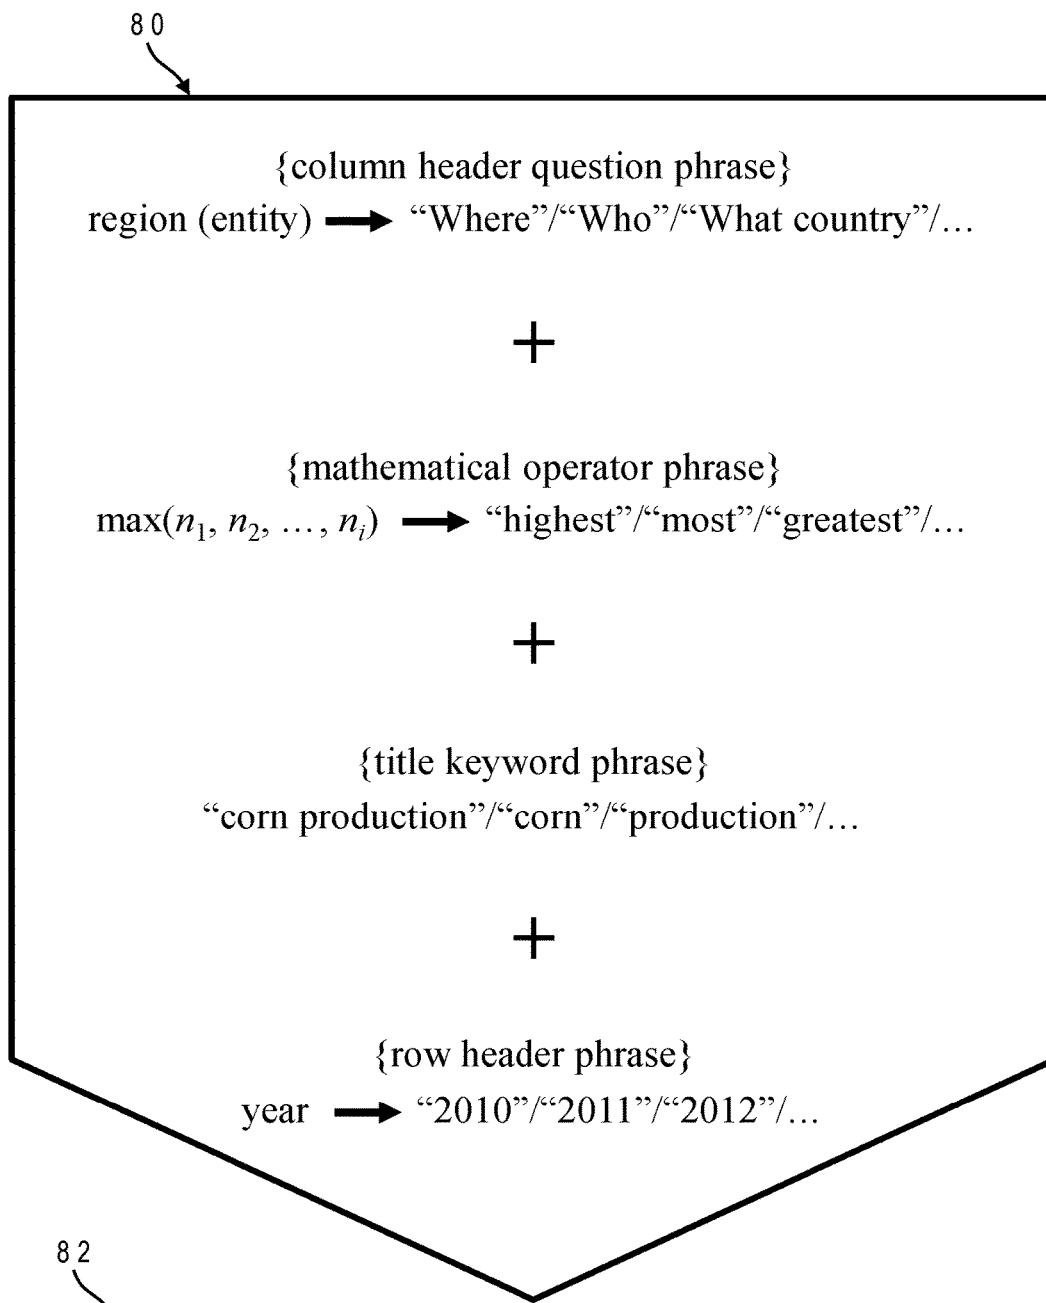 80
{column header question phrase}
region (entity) → “Where”/“Who”/“What country”/…
+
{mathematical operator phrase}
max(n1, n2, …, ni) → “highest”/“most”/“greatest”/…
+
{title keyword phrase}
“corn production”/“corn”/“production”/…
+
{row header phrase}
year → “2010”/“2011”/“2012”/…
82